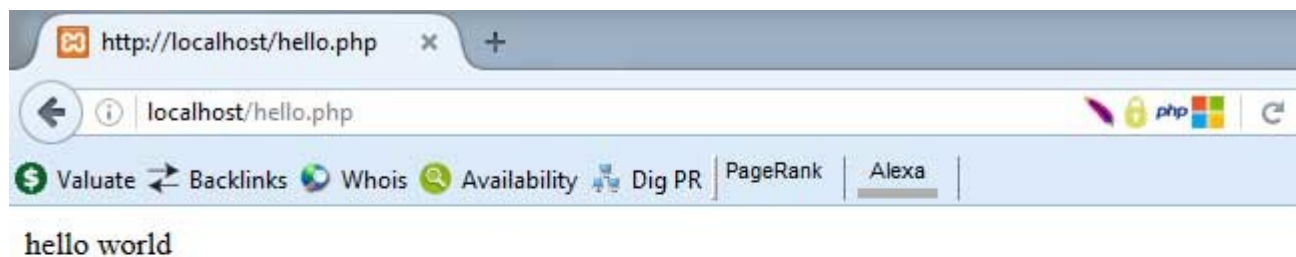 http://localhost/hello.php
localhost/hello.php php
Valuate Backlinks Whois Availability Dig PR PageRank Alexa
hello world